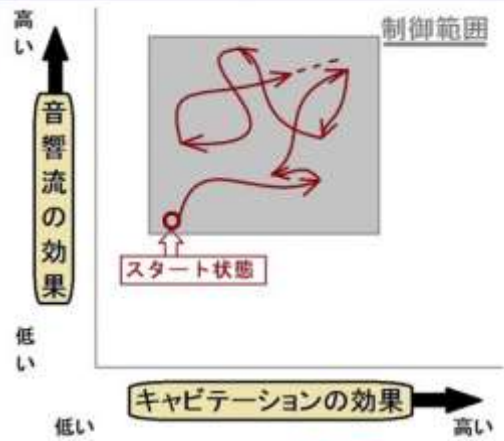 高い
制御範囲
音響流の効果
スタート状態
低い
キャビテーションの効果
低い
高い